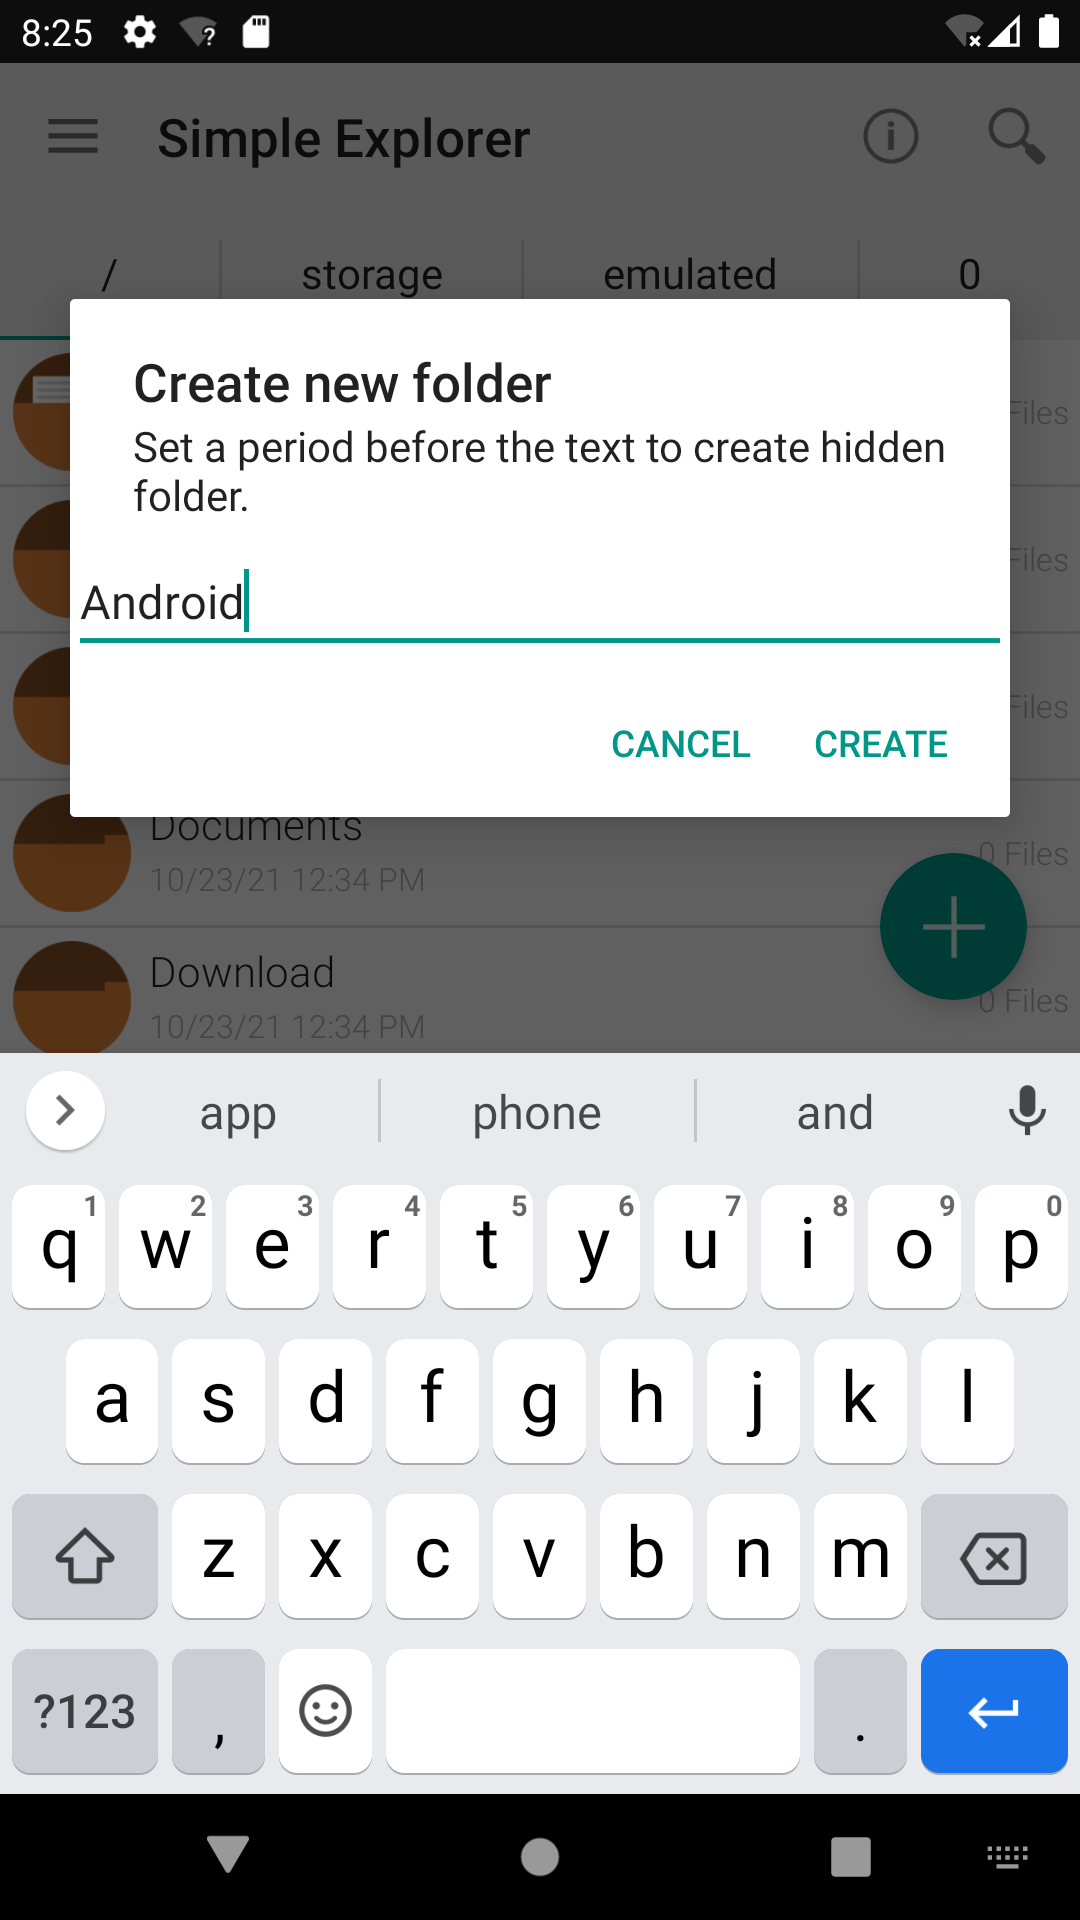 8:25
Simple Explorer
/ storage emulated 0
Create new folder
Set a period before the text to create hidden
folder.
Android
CANCEL CREATE
Files
Files
Files
Documents
10/23/21 12:34 PM
0 Files
Download
10/23/21 12:34 PM
0 Files
app phone and
1 2 3 4 5 6 7 8 9 0
q w e r t y u i o p
a s d f g h j k l
z x c v b n m
?123 , .